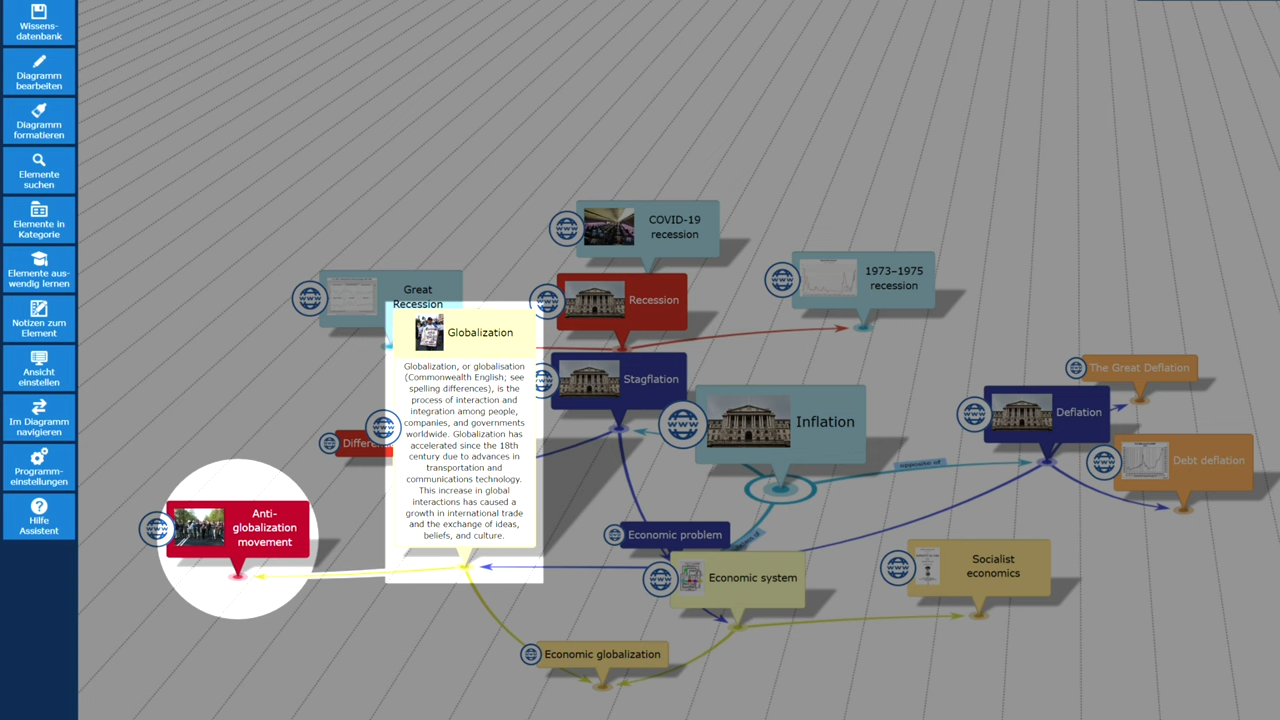 Wissens-
datenbank
Diagramm
bearbeiten
Diagramm
formatieren
Elemente
suchen
Elemente in
Kategorie
Elemente aus-
wendig lernen
Notizen zum
Element
Ansicht
einstellen
Im Diagramm
navigieren
Programm-
einstellungen
Hilfe
Assistent
COVID-19
recession
1973–1975
recession
Great
Recession
Recession
Globalization
Globalization, or globalisation
(Commonwealth English; see
spelling differences), is the
process of interaction and
integration among people,
companies, and governments
worldwide. Globalization has
accelerated since the 18th
century due to advances in
transportation and
communications technology.
This increase in global
interactions has caused a
growth in international trade
and the exchange of ideas,
beliefs, and culture.
Stagflation
The Great Deflation
Inflation
Deflation
Debt deflation
opposite of
Anti-
globalization
movement
Economic problem
Economic system
Socialist
economics
Economic globalization